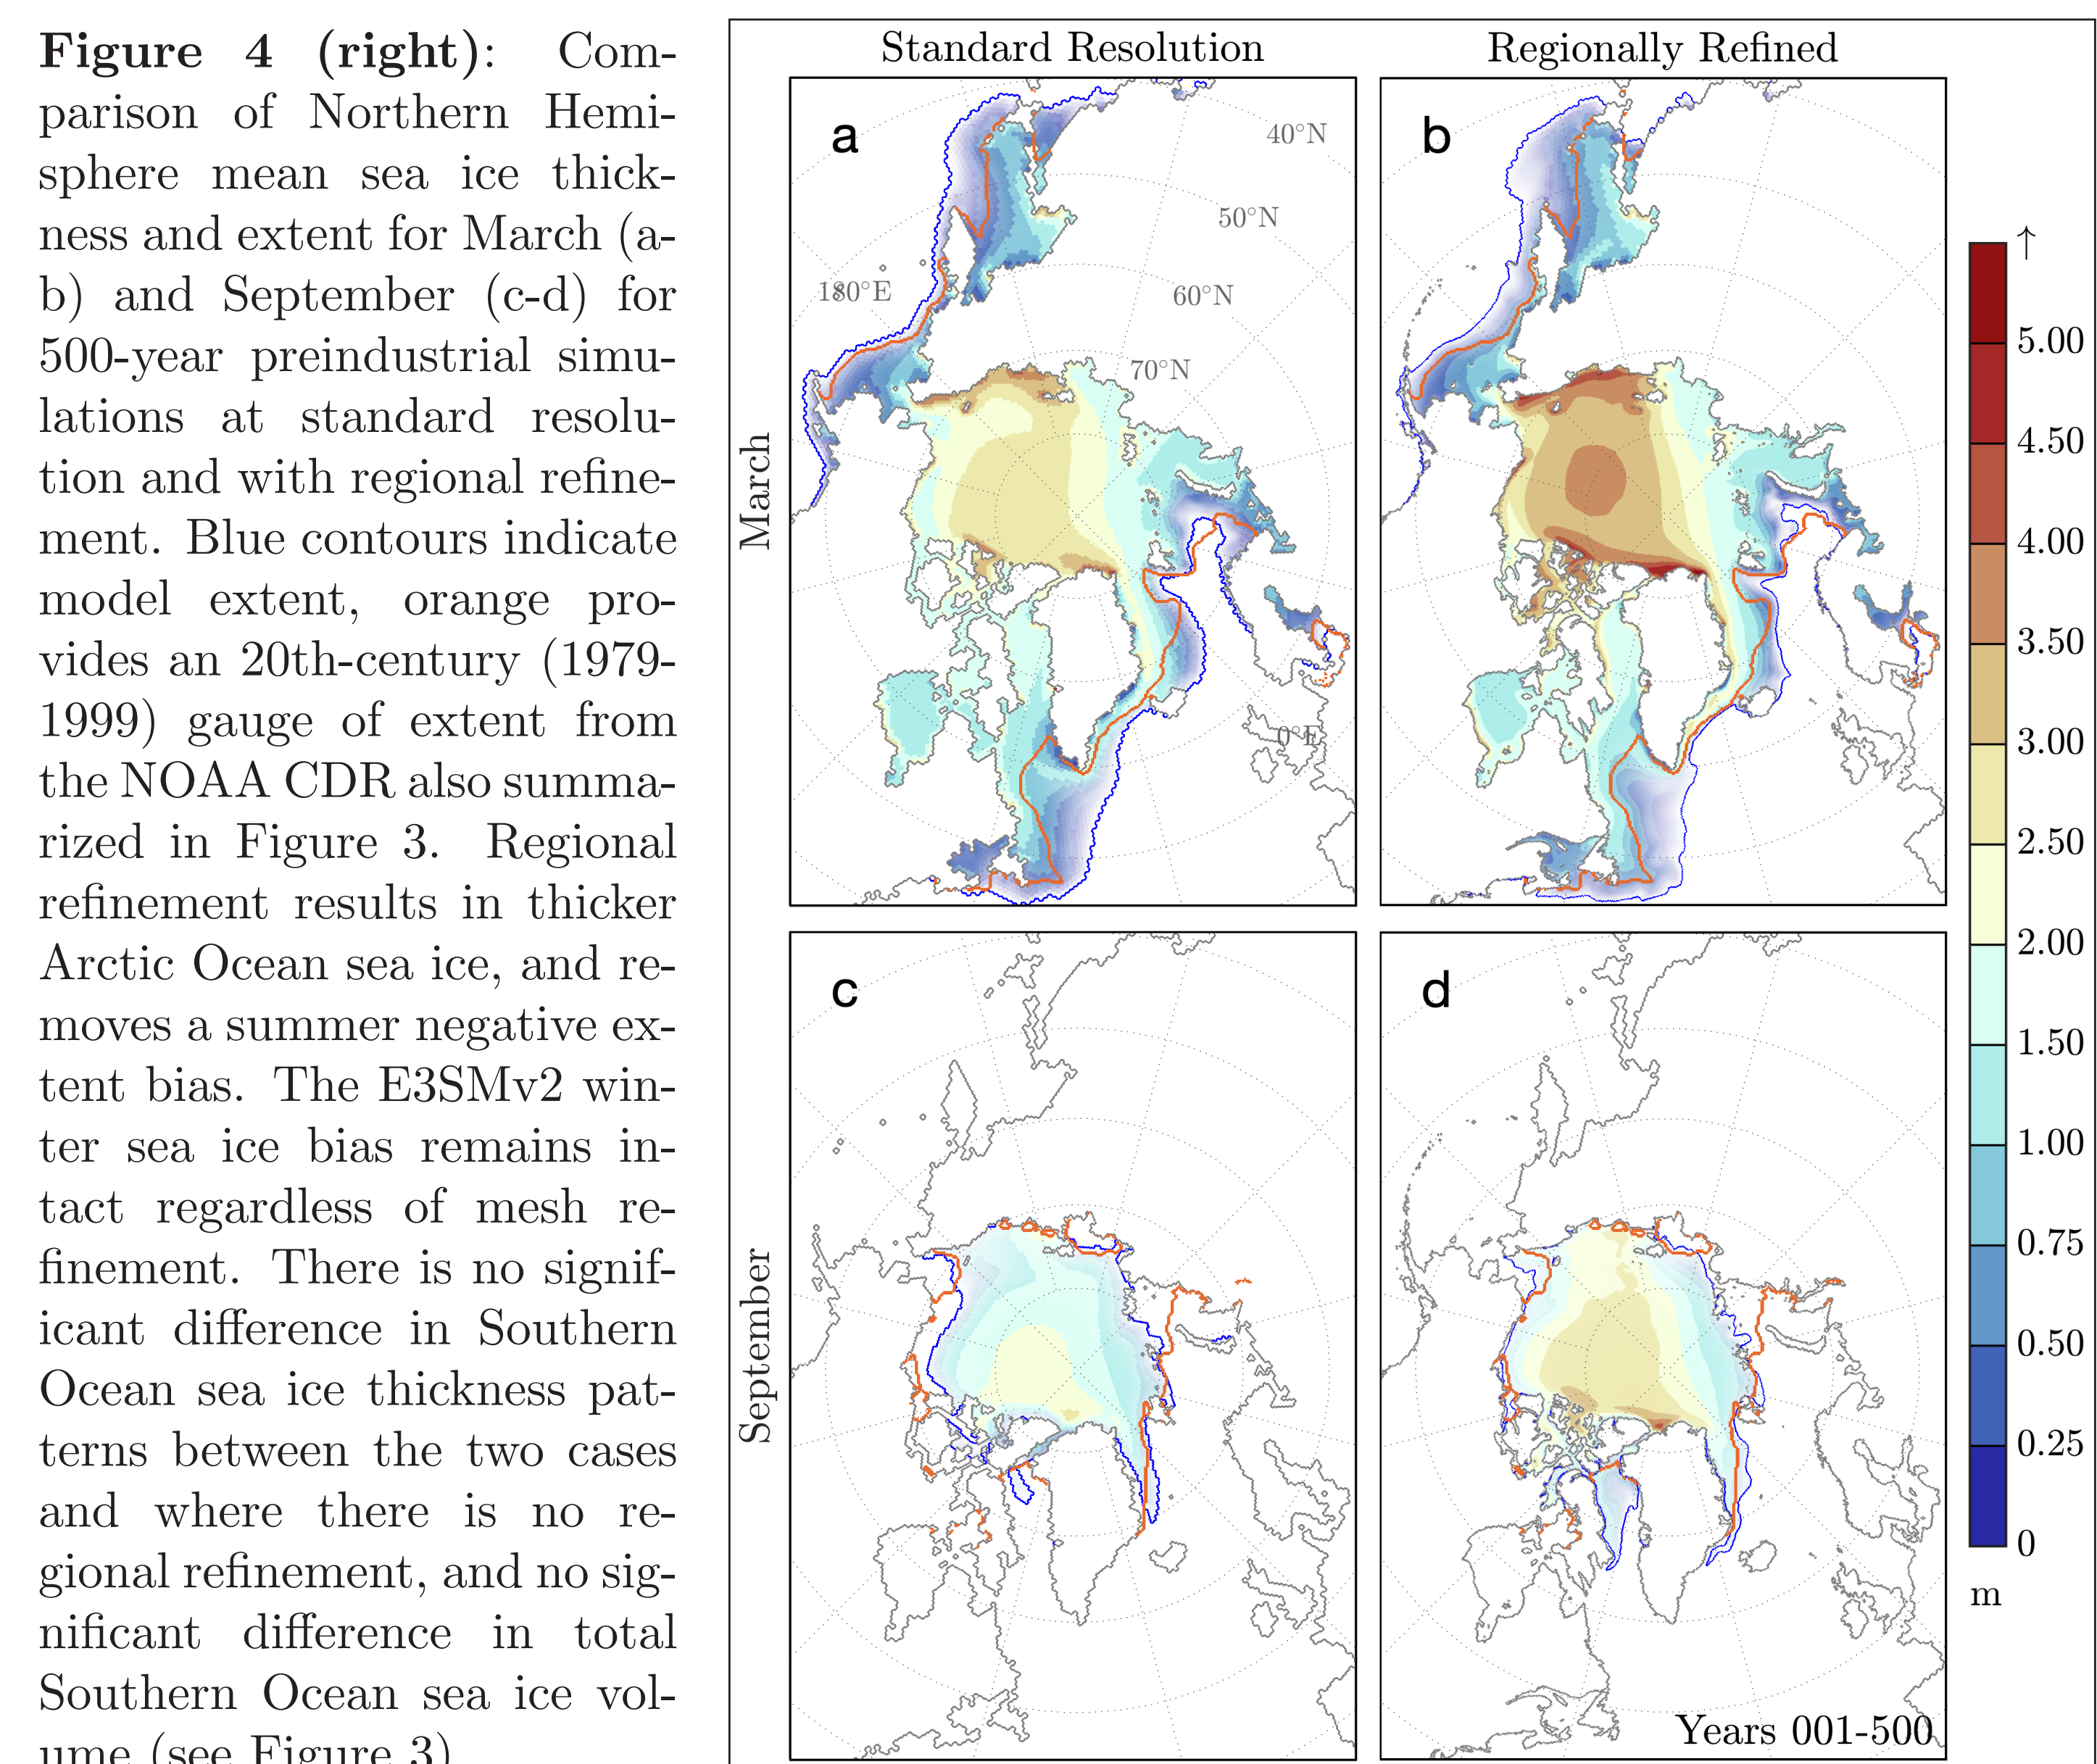 Figure 4 (right): Com-
parison of Northern Hemi-
sphere mean sea ice thick-
ness and extent for March (a-
b) and September (c-d) for
500-year preindustrial simu-
lations at standard resolu-
tion and with regional refine-
ment. Blue contours indicate
model extent, orange pro-
vides an 20th-century (1979-
1999) gauge of extent from
the NOAA CDR also summa-
rized in Figure 3. Regional
refinement results in thicker
Arctic Ocean sea ice, and re-
moves a summer negative ex-
tent bias. The E3SMv2 win-
ter sea ice bias remains in-
tact regardless of mesh re-
finement. There is no signif-
icant difference in Southern
Ocean sea ice thickness pat-
terns between the two cases
and where there is no re-
gional refinement, and no sig-
nificant difference in total
Southern Ocean sea ice vol-
ume (see Figure 3)
Standard Resolution
Regionally Refined
March
a
40°N
50°N
180°E
60°N
70°N
0°E
b
September
c
d
Years 001-500
↑
5.00
4.50
4.00
3.50
3.00
2.50
2.00
1.50
1.00
0.75
0.50
0.25
0
m